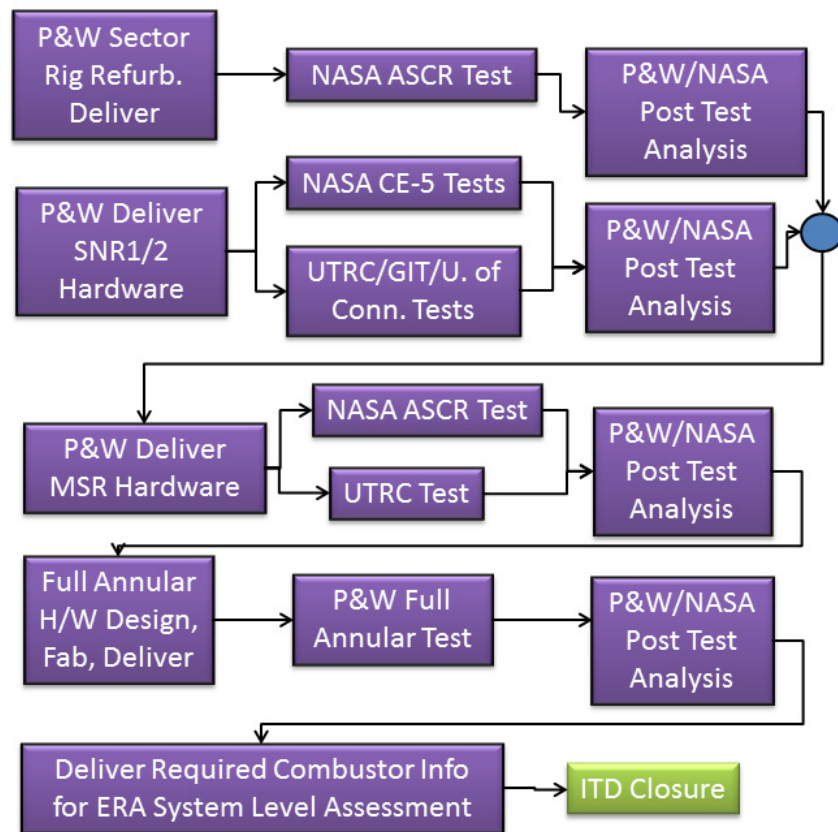 P&W Sector
Rig Refurb.
Deliver
NASA ASCR Test
P&W/NASA
Post Test
Analysis
P&W Deliver
SNR1/2
Hardware
NASA CE-5 Tests
UTRC/GIT/U. of
Conn. Tests
P&W/NASA
Post Test
Analysis
P&W Deliver
MSR Hardware
NASA ASCR Test
UTRC Test
P&W/NASA
Post Test
Analysis
Full Annular
H/W Design,
Fab, Deliver
P&W Full
Annular Test
P&W/NASA
Post Test
Analysis
Deliver Required Combustor Info
for ERA System Level Assessment
ITD Closure